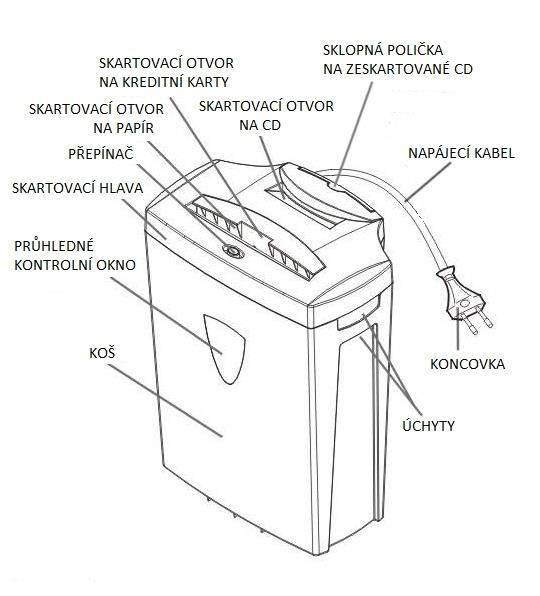 SKLOPNÁ POLIČKA
NA ZESKARTOVANÉ CD
SKARTOVACÍ OTVOR
NA KREDITNÍ KARTY
SKARTOVACÍ OTVOR
NA PAPÍR
SKARTOVACÍ OTVOR
NA CD
PŘEPÍNAČ
NAPÁJECÍ KABEL
SKARTOVACÍ HLAVA
PRŮHLEDNÉ
KONTROLNÍ OKNO
KOŠ
KONCOVKA
ÚCHYTY